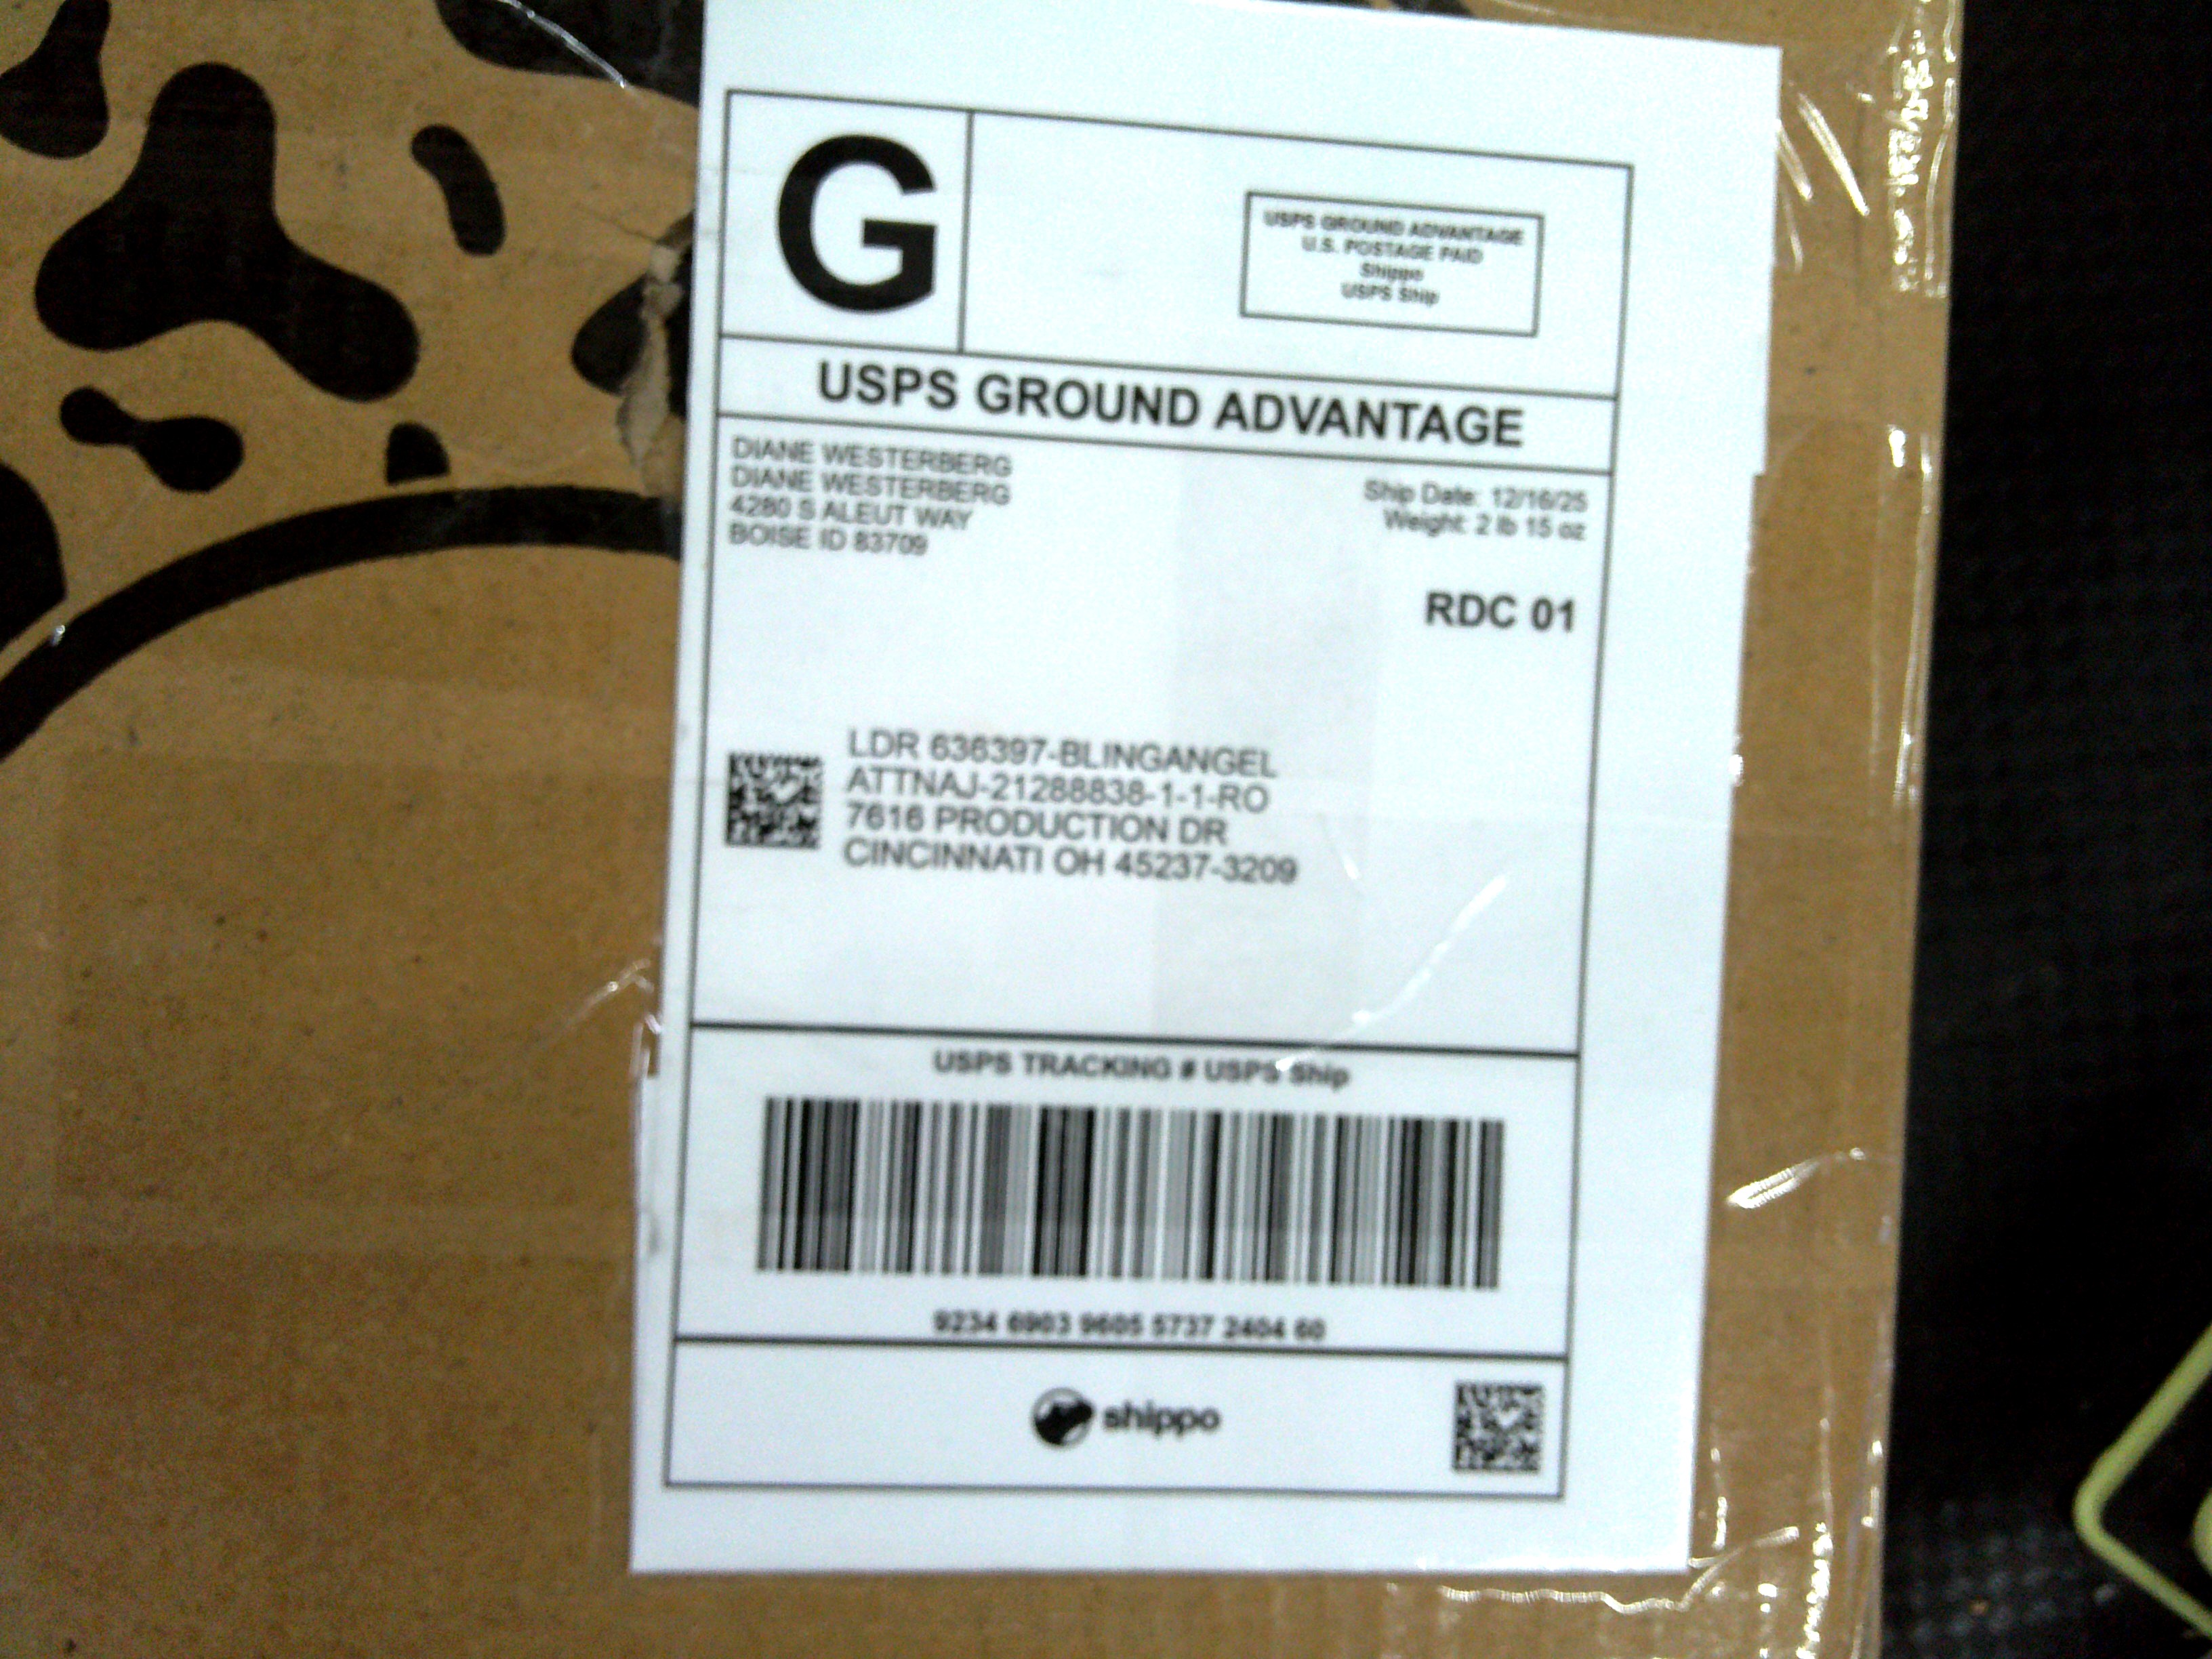 G
USPS GROUND ADVANTAGE
U.S. POSTAGE PAID
Shippo
USPS Ship
USPS GROUND ADVANTAGE
DIANE WESTERBERG
DIANE WESTERBERG
4280 S ALEUT WAY
BOISE ID 83709
Ship Date: 12/16/25
Weight: 2 lb 15 oz
RDC 01
LDR 636397-BLINGANGEL
ATTNAJ-21288838-1-1-RO
7616 PRODUCTION DR
CINCINNATI OH 45237-3209
USPS TRACKING # USPS Ship
9234 6903 9605 5737 2404 60
shippo